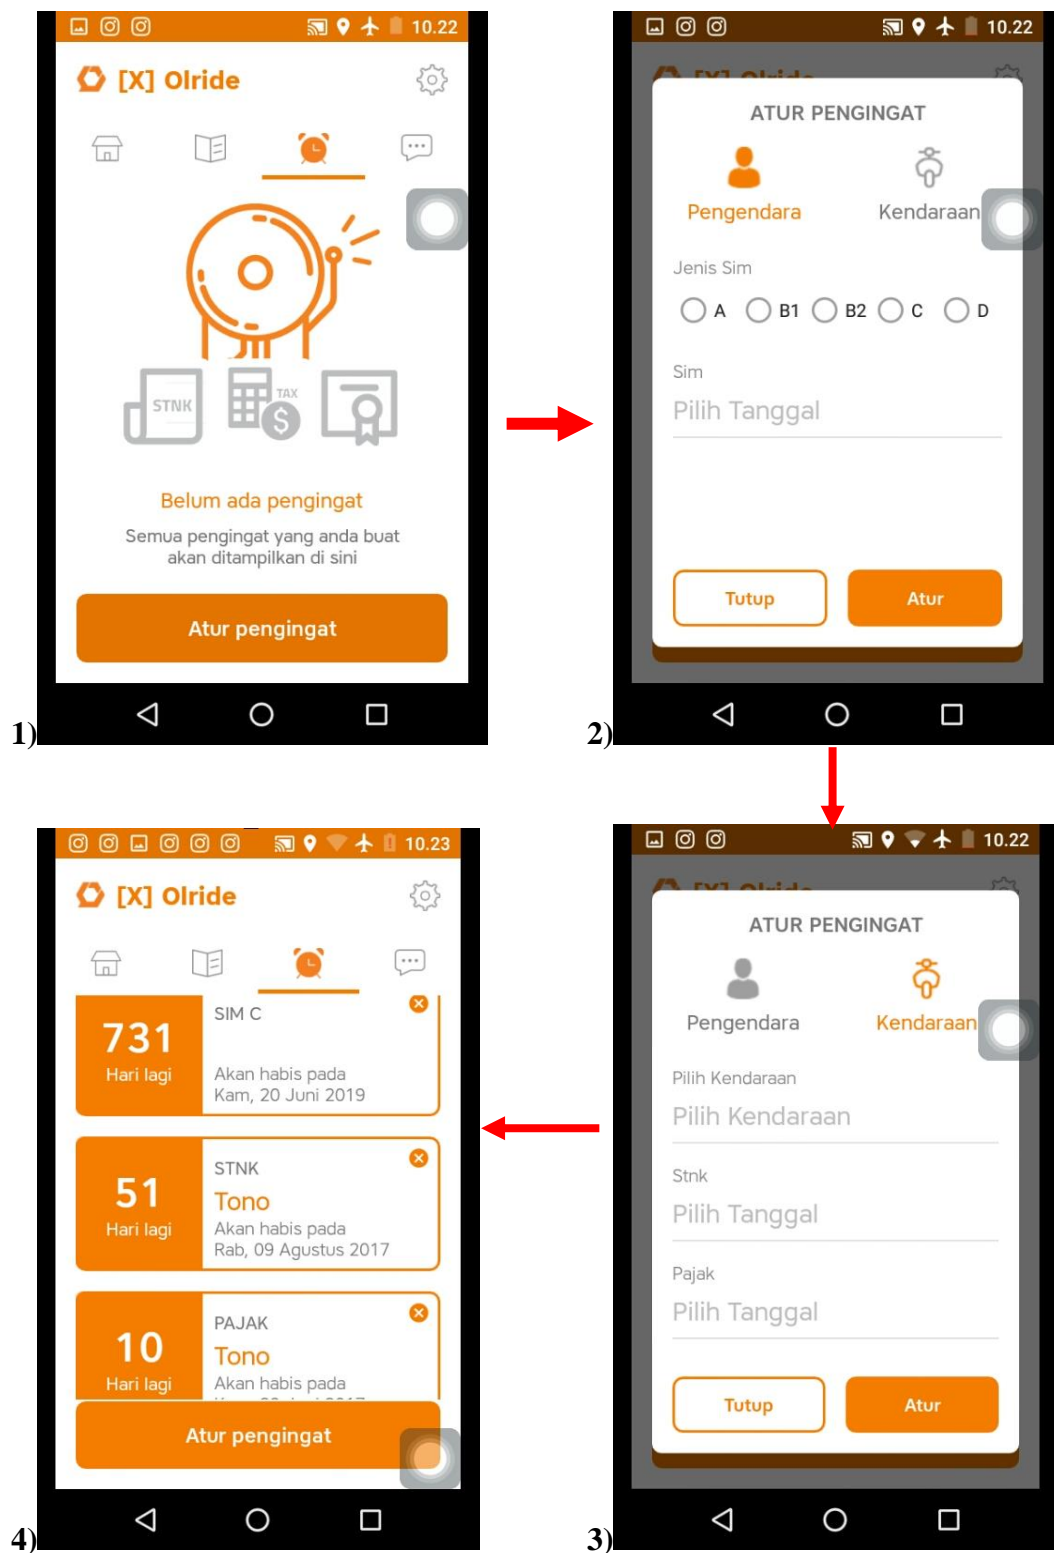 10.22
[X] Olride
STNK
TAX
$
Belum ada pengingat
Semua pengingat yang anda buat
akan ditampilkan di sini
Atur pengingat
1)
10.22
ATUR PENGINGAT
Pengendara Kendaraan
Jenis Sim
A B1 B2 C D
Sim
Pilih Tanggal
Tutup Atur
2)
10.22
ATUR PENGINGAT
Pengendara Kendaraan
Pilih Kendaraan
Pilih Kendaraan
Stnk
Pilih Tanggal
Pajak
Pilih Tanggal
Tutup Atur
3)
10.23
[X] Olride
731
Hari lagi
SIM C
Akan habis pada
Kam, 20 Juni 2019
51
Hari lagi
STNK
Tono
Akan habis pada
Rab, 09 Agustus 2017
10
Hari lagi
PAJAK
Tono
Akan habis pada
Atur pengingat
4)